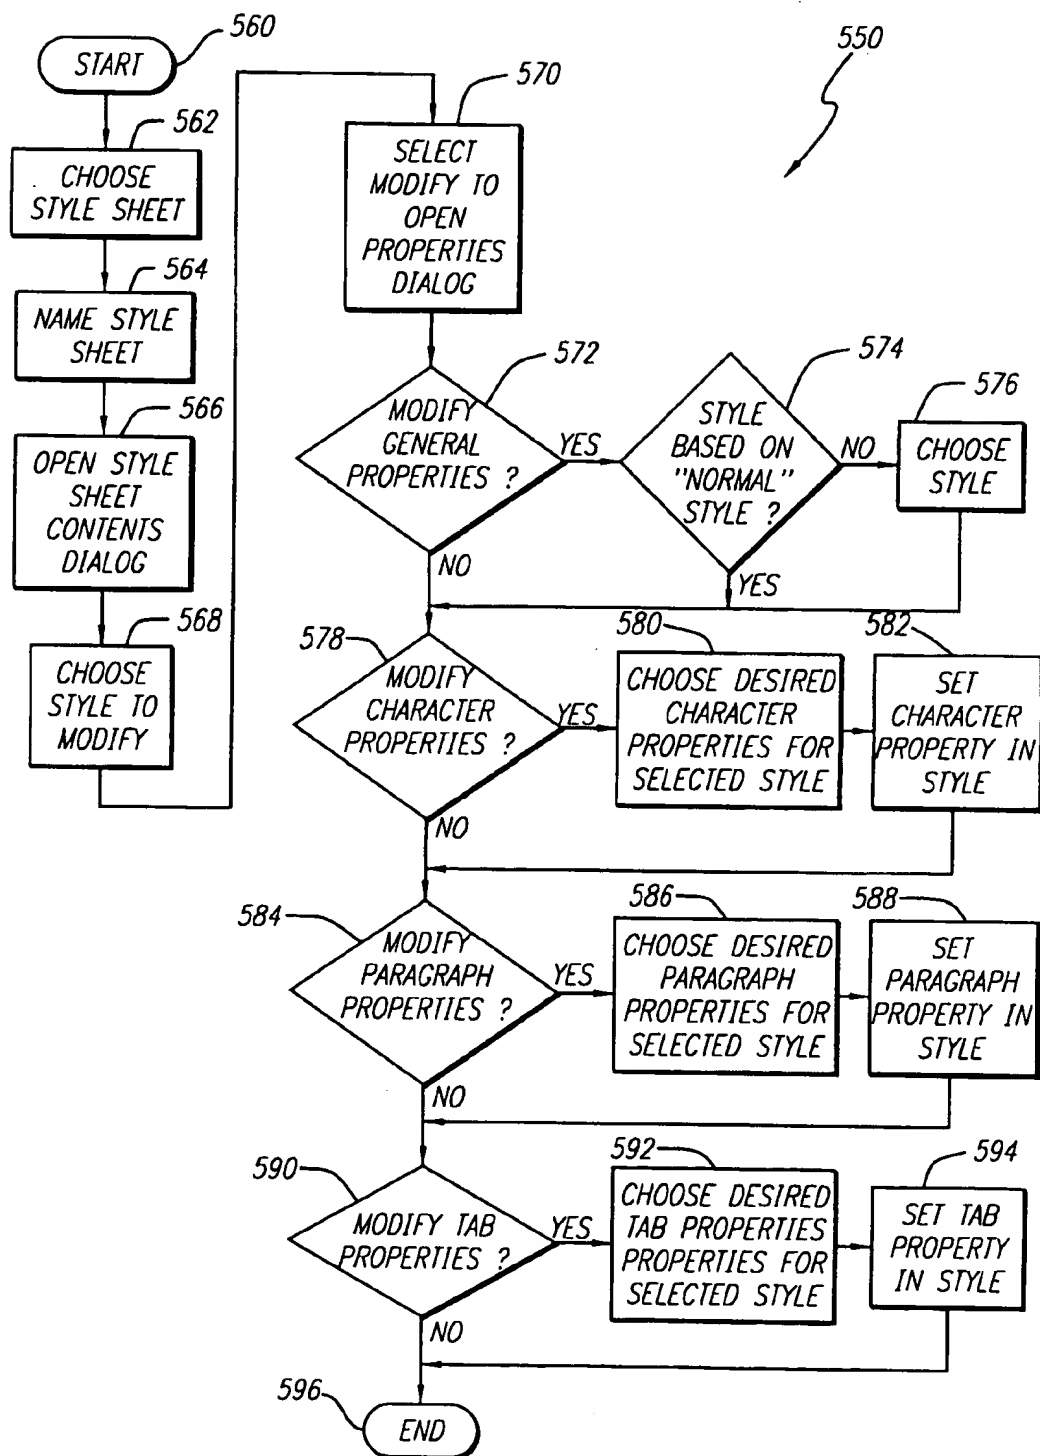 560
START
562
CHOOSE
STYLE SHEET
564
NAME STYLE
SHEET
566
OPEN STYLE
SHEET
CONTENTS
DIALOG
568
CHOOSE
STYLE TO
MODIFY
550
570
SELECT
MODIFY TO
OPEN
PROPERTIES
DIALOG
572
MODIFY
GENERAL
PROPERTIES ?
YES
NO
574
STYLE
BASED ON
"NORMAL"
STYLE ?
NO
YES
576
CHOOSE
STYLE
578
MODIFY
CHARACTER
PROPERTIES ?
YES
NO
580
CHOOSE DESIRED
CHARACTER
PROPERTIES FOR
SELECTED STYLE
582
SET
CHARACTER
PROPERTY IN
STYLE
584
MODIFY
PARAGRAPH
PROPERTIES ?
YES
NO
586
CHOOSE DESIRED
PARAGRAPH
PROPERTIES FOR
SELECTED STYLE
588
SET
PARAGRAPH
PROPERTY IN
STYLE
590
MODIFY TAB
PROPERTIES ?
YES
NO
592
CHOOSE DESIRED
TAB PROPERTIES
PROPERTIES FOR
SELECTED STYLE
594
SET TAB
PROPERTY
IN STYLE
596
END